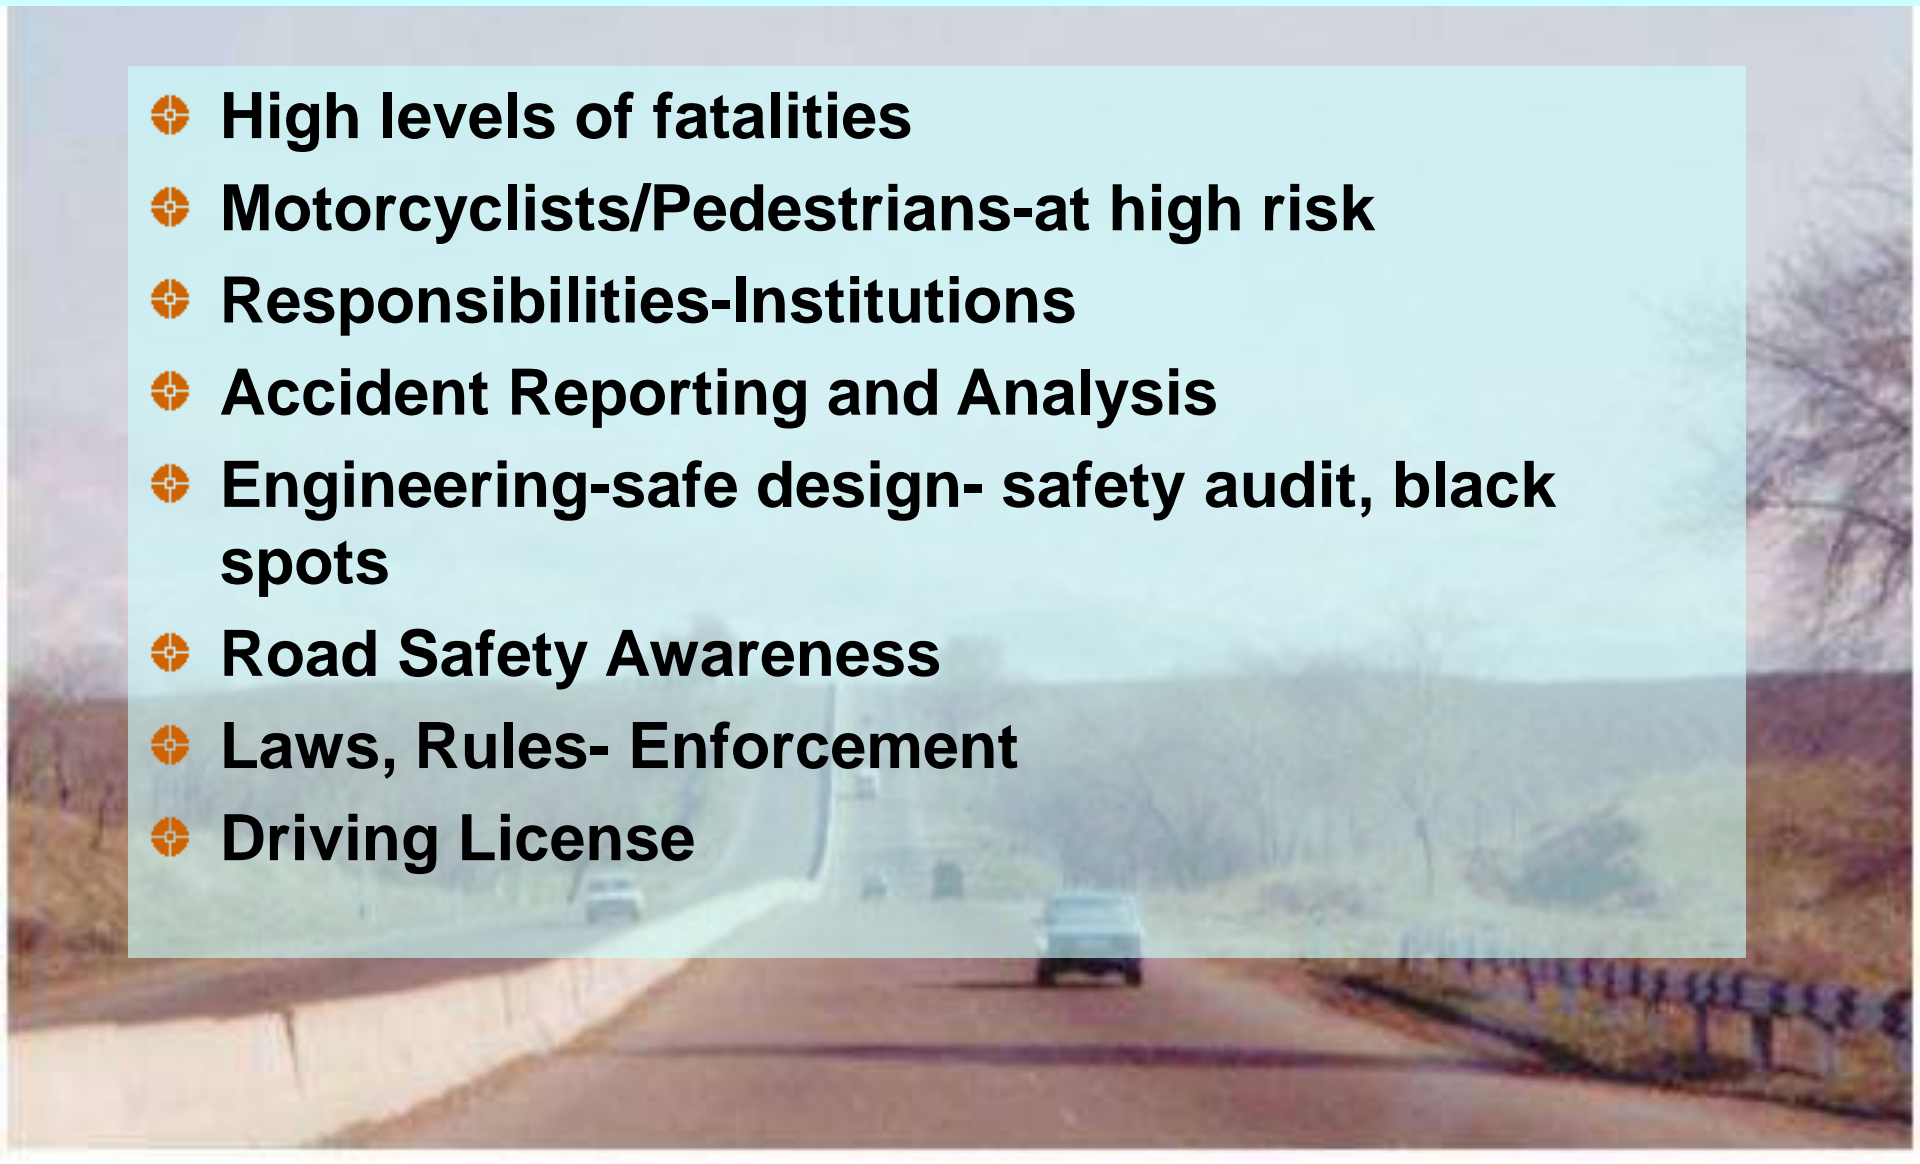 High levels of fatalities
Motorcyclists/Pedestrians-at high risk
Responsibilities-Institutions
Accident Reporting and Analysis
Engineering-safe design- safety audit, black
spots
Road Safety Awareness
Laws, Rules- Enforcement
Driving License